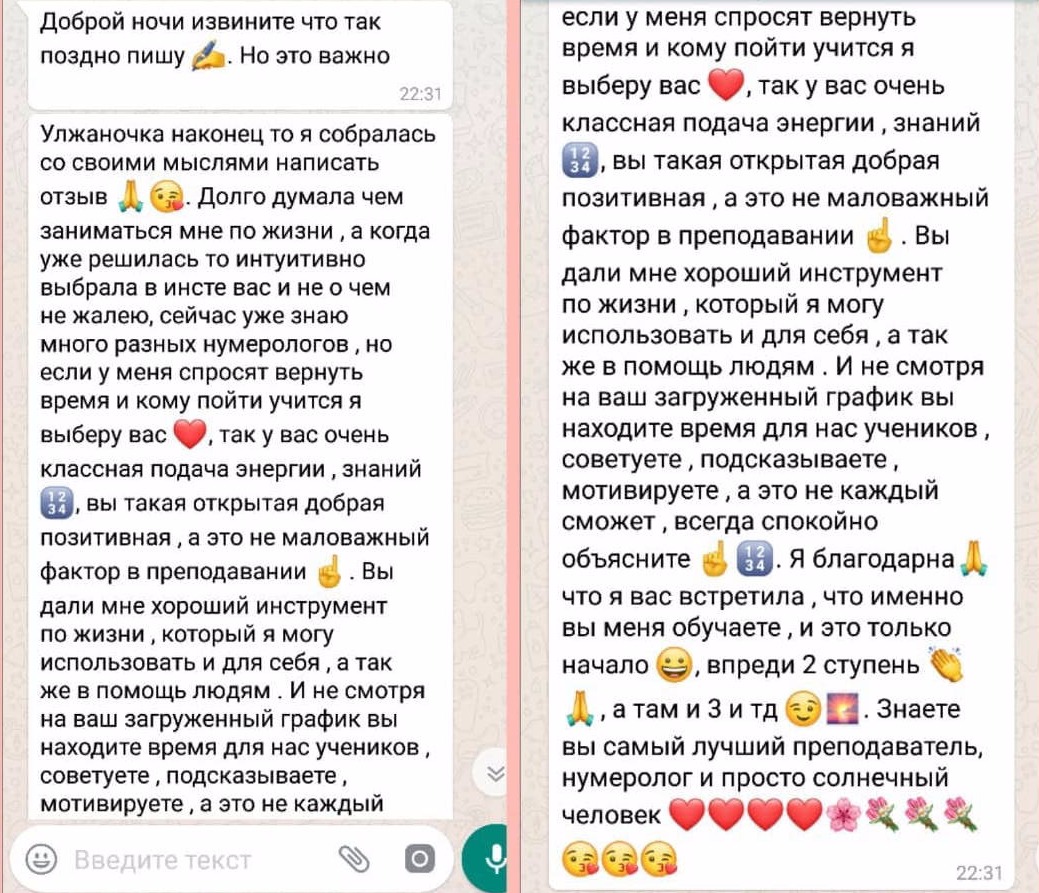 Доброй ночи извините что так
поздно пишу ✍️. Но это важно
22:31
Улжаночка наконец то я собралась
со своими мыслями написать
отзыв 🙏😘. Долго думала чем
заниматься мне по жизни , а когда
уже решилась то интуитивно
выбрала в инсте вас и не о чем
не жалею, сейчас уже знаю
много разных нумерологов , но
если у меня спросят вернуть
время и кому пойти учится я
выберу вас ❤️, так у вас очень
классная подача энергии , знаний
🔢, вы такая открытая добрая
позитивная , а это не маловажный
фактор в преподавании ☝️. Вы
дали мне хороший инструмент
по жизни , который я могу
использовать и для себя , а так
же в помощь людям . И не смотря
на ваш загруженный график вы
находите время для нас учеников ,
советуете , подсказываете ,
мотивируете , а это не каждый
Введите текст
если у меня спросят вернуть
время и кому пойти учится я
выберу вас ❤️, так у вас очень
классная подача энергии , знаний
🔢, вы такая открытая добрая
позитивная , а это не маловажный
фактор в преподавании ☝️ . Вы
дали мне хороший инструмент
по жизни , который я могу
использовать и для себя , а так
же в помощь людям . И не смотря
на ваш загруженный график вы
находите время для нас учеников ,
советуете , подсказываете ,
мотивируете , а это не каждый
сможет , всегда спокойно
объясните ☝️🔢. Я благодарна🙏
что я вас встретила , что именно
вы меня обучаете , и это только
начало 😀, впреди 2 ступень 👏
🙏, а там и 3 и тд 😉🌅. Знаете
вы самый лучший преподаватель,
нумеролог и просто солнечный
человек ❤️❤️❤️❤️🌸💐💐💐
😘😘😘
22:31